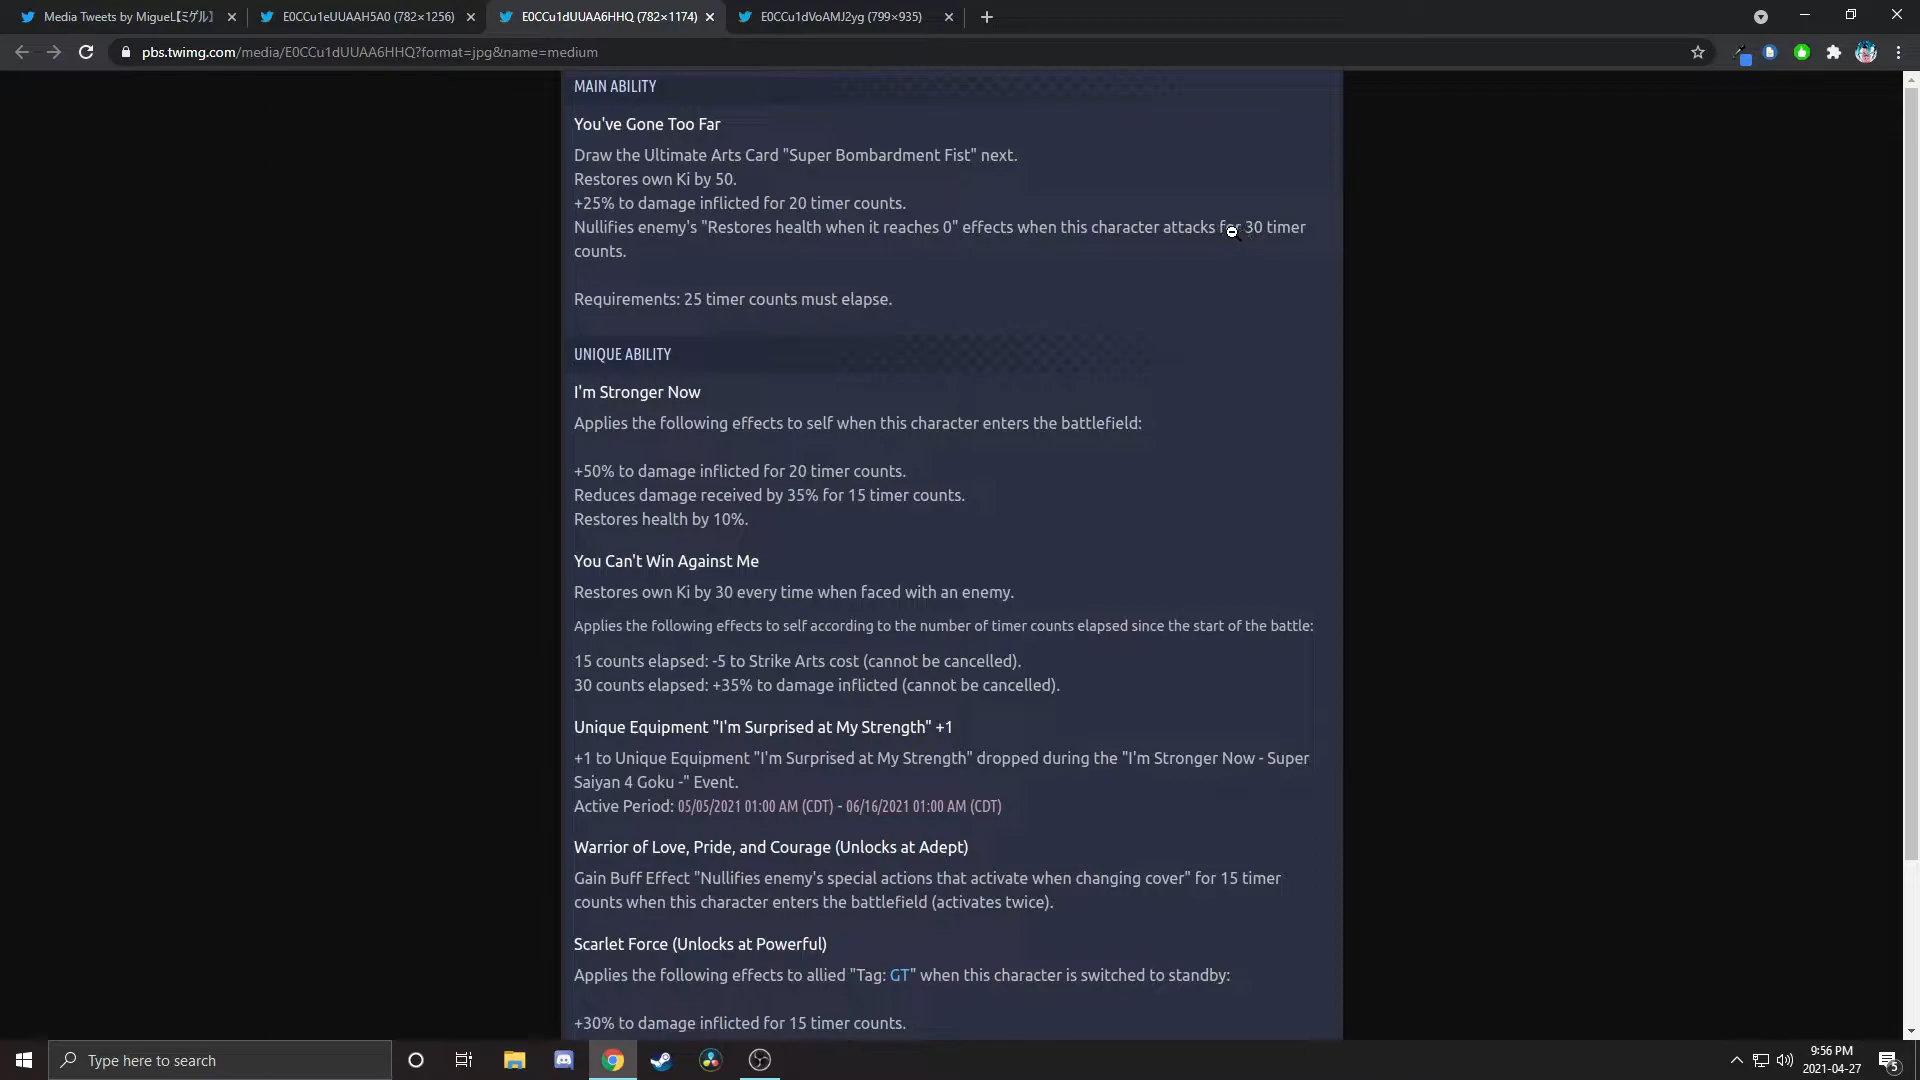 Media Tweets by MigueL【ミゲル】
E0CCu1eUUAAH5A0 (782×1256)
E0CCu1dUUAA6HHQ (782×1174)
E0CCu1dVoAMJ2yg (799×935)
pbs.twimg.com/media/E0CCu1dUUAA6HHQ?format=jpg&name=medium
MAIN ABILITY
You've Gone Too Far
Draw the Ultimate Arts Card "Super Bombardment Fist" next.
Restores own Ki by 50.
+25% to damage inflicted for 20 timer counts.
Nullifies enemy's "Restores health when it reaches 0" effects when this character attacks for 30 timer
counts.
Requirements: 25 timer counts must elapse.
UNIQUE ABILITY
I'm Stronger Now
Applies the following effects to self when this character enters the battlefield:
+50% to damage inflicted for 20 timer counts.
Reduces damage received by 35% for 15 timer counts.
Restores health by 10%.
You Can't Win Against Me
Restores own Ki by 30 every time when faced with an enemy.
Applies the following effects to self according to the number of timer counts elapsed since the start of the battle:
15 counts elapsed: -5 to Strike Arts cost (cannot be cancelled).
30 counts elapsed: +35% to damage inflicted (cannot be cancelled).
Unique Equipment "I'm Surprised at My Strength" +1
+1 to Unique Equipment "I'm Surprised at My Strength" dropped during the "I'm Stronger Now - Super
Saiyan 4 Goku -" Event.
Active Period: 05/05/2021 01:00 AM (CDT) - 06/16/2021 01:00 AM (CDT)
Warrior of Love, Pride, and Courage (Unlocks at Adept)
Gain Buff Effect "Nullifies enemy's special actions that activate when changing cover" for 15 timer
counts when this character enters the battlefield (activates twice).
Scarlet Force (Unlocks at Powerful)
Applies the following effects to allied "Tag: GT" when this character is switched to standby:
+30% to damage inflicted for 15 timer counts.
Type here to search
9:56 PM
2021-04-27
5